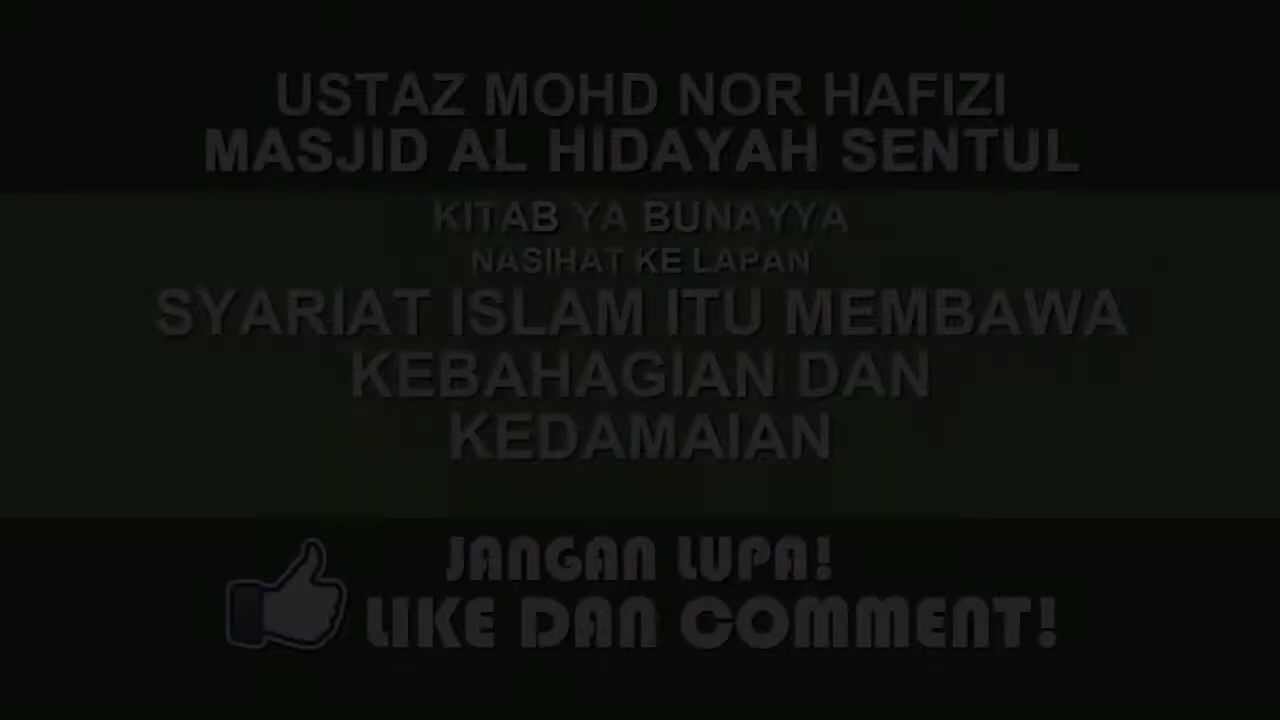 USTAZ MOHD NOR HAFIZI
MASJID AL HIDAYAH SENTUL
KITAB YA BUNAYYA
NASIHAT KE LAPAN
SYARIAT ISLAM ITU MEMBAWA
KEBAHAGIAN DAN
KEDAMAIAN
JANGAN LUPA!
LIKE DAN COMMENT!